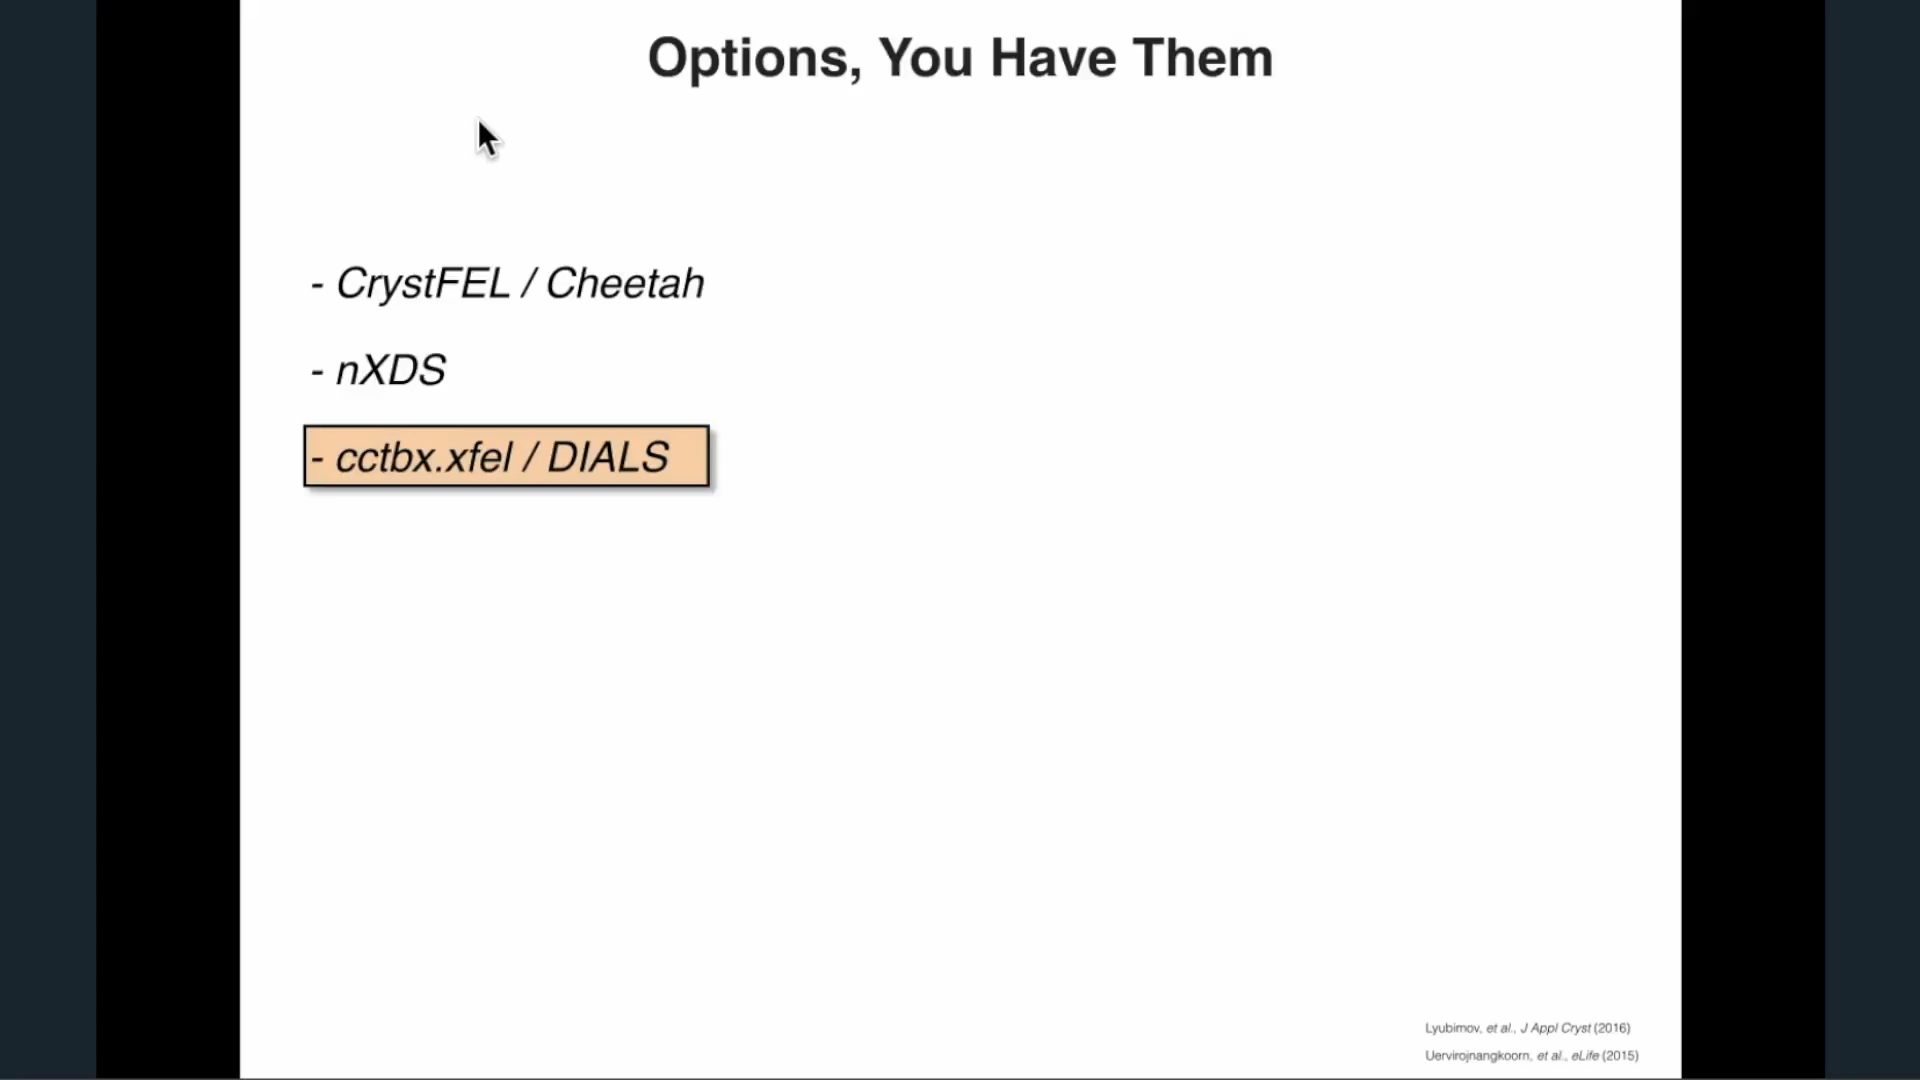 Options, You Have Them
- CrystFEL / Cheetah
- nXDS
- cctbx.xfel / DIALS
Lyubimov, et al., J Appl Cryst (2016)
Uervirojnangkoorn, et al., eLife (2015)